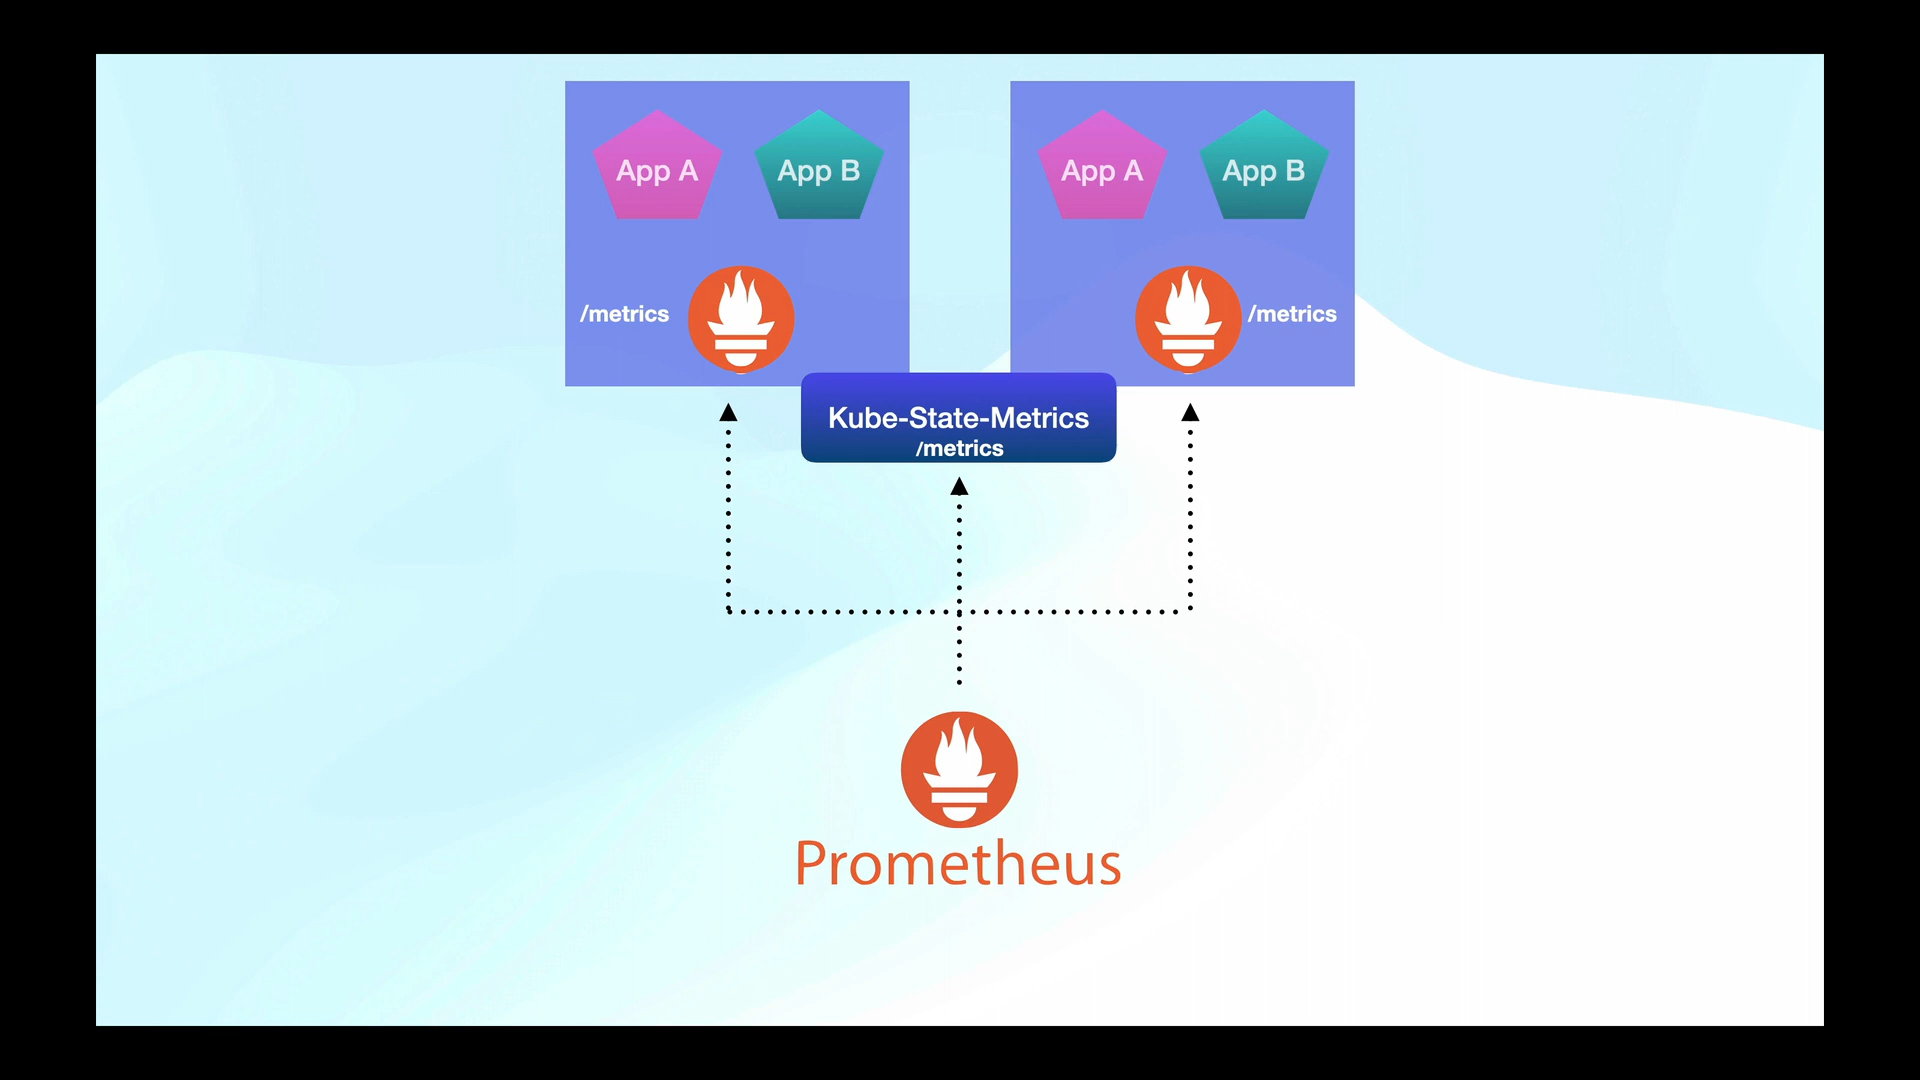 App A
App B
App A
App B
/metrics
/metrics
Kube-State-Metrics
/metrics
Prometheus